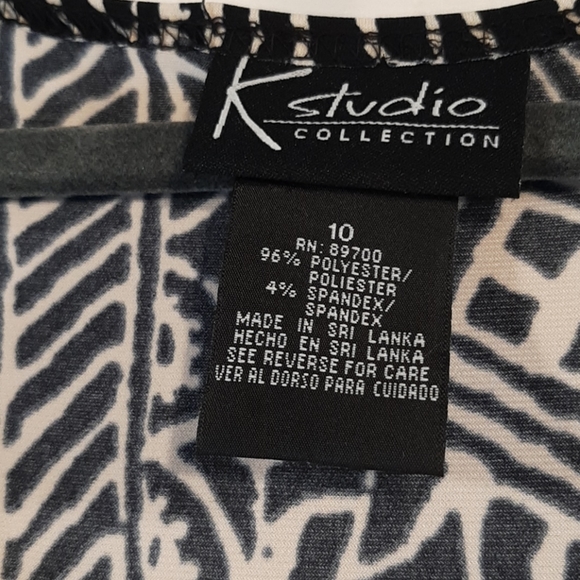 K studio
COLLECTION
10
RN: 89700
96% POLYESTER/
POLIESTER
4% SPANDEX/
SPANDEX
MADE IN SRI LANKA
HECHO EN SRI LANKA
SEE REVERSE FOR CARE
VER AL DORSO PARA CUIDADO